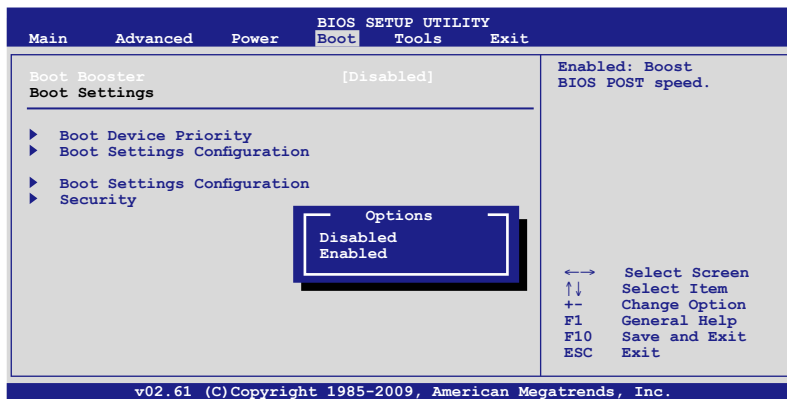 BIOS SETUP UTILITY
Main Advanced Power Boot Tools Exit
Boot Booster [Disabled]
Boot Settings
Boot Device Priority
Boot Settings Configuration
Boot Settings Configuration
Security
Options
Disabled
Enabled
Enabled: Boost
BIOS POST speed.
←→ Select Screen
↑↓ Select Item
+- Change Option
F1 General Help
F10 Save and Exit
ESC Exit
v02.61 (C)Copyright 1985-2009, American Megatrends, Inc.